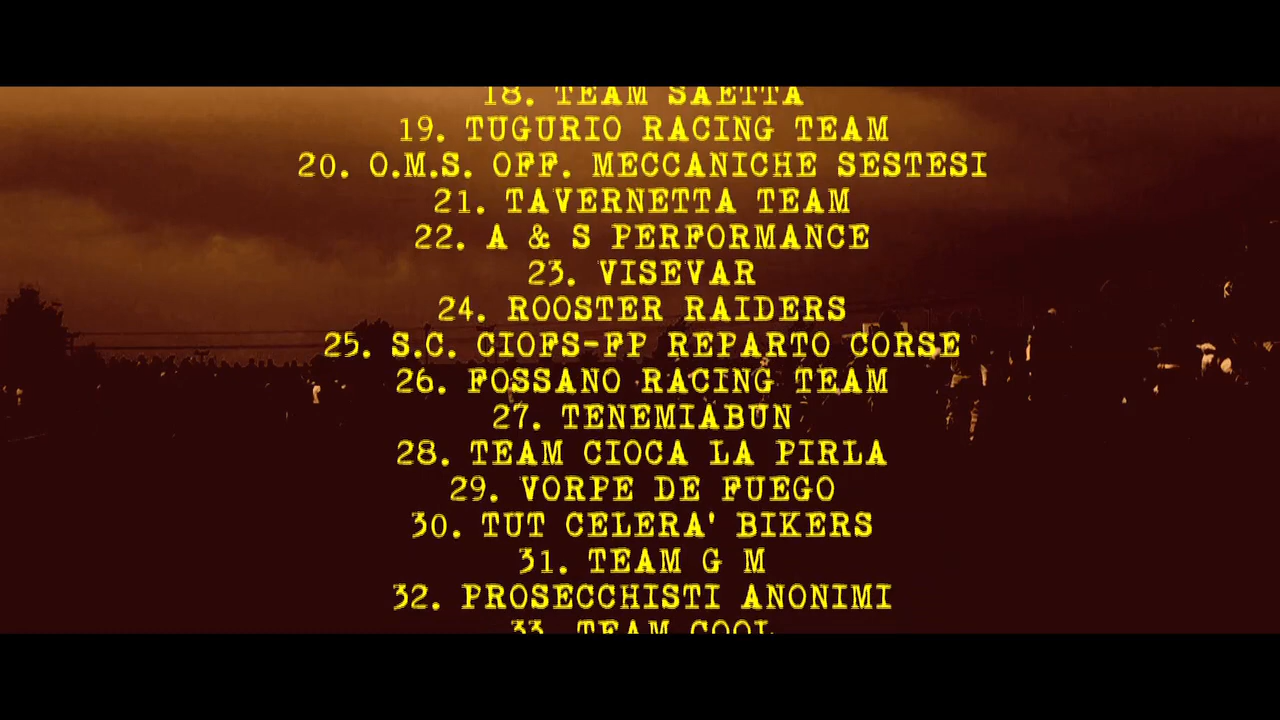 18. TEAM SAETTA
19. TUGURIO RACING TEAM
20. O.M.S. OFF. MECCANICHE SESTESI
21. TAVERNETTA TEAM
22. A & S PERFORMANCE
23. VISEVAR
24. ROOSTER RAIDERS
25. S.C. CIOFS-FP REPARTO CORSE
26. FOSSANO RACING TEAM
27. TENEMIABUN
28. TEAM CIOCA LA PIRLA
29. VORPE DE FUEGO
30. TUT CELERA' BIKERS
31. TEAM G M
32. PROSECCHISTI ANONIMI
33. TEAM COOL